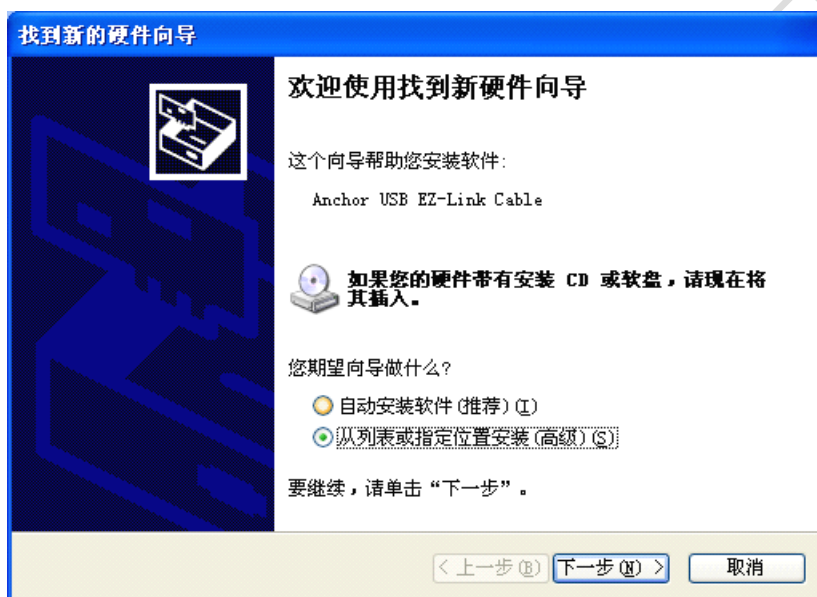 找到新的硬件向导
欢迎使用找到新硬件向导
这个向导帮助您安装软件:
Anchor USB EZ-Link Cable
如果您的硬件带有安装 CD 或软盘，请现在将
其插入。
您期望向导做什么?
自动安装软件(推荐)(I)
从列表或指定位置安装(高级)(S)
要继续，请单击“下一步”。
< 上一步(B) 下一步(N) > 取消